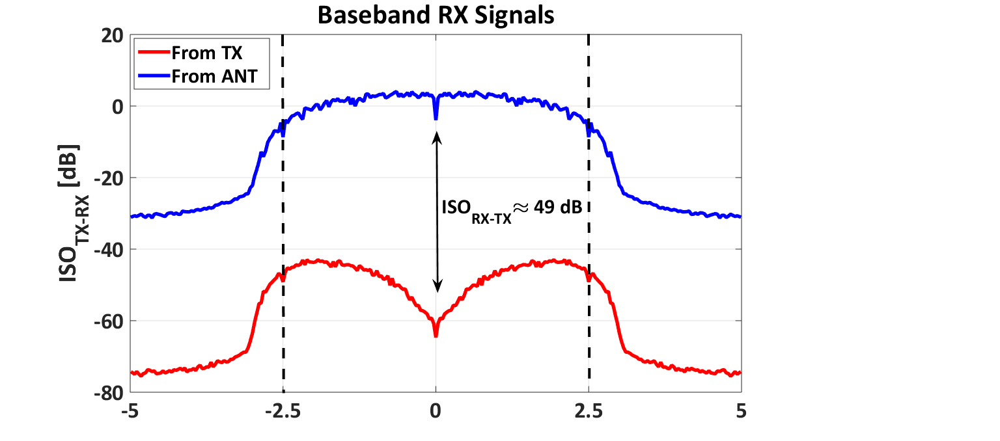 Baseband RX Signals
From TX
From ANT
ISO_TX-RX [dB]
20
0
-20
-40
-60
-80
ISO_RX-TX ≈ 49 dB
-5
-2.5
0
2.5
5